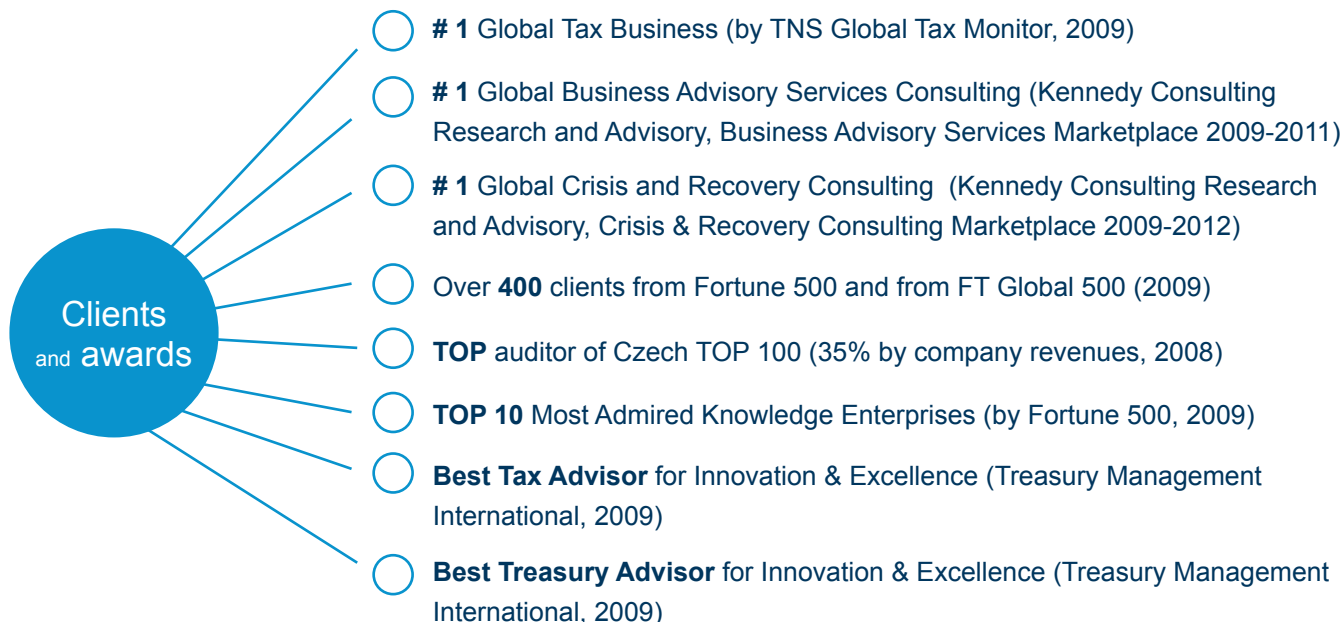 # 1 Global Tax Business (by TNS Global Tax Monitor, 2009)
# 1 Global Business Advisory Services Consulting (Kennedy Consulting
Research and Advisory, Business Advisory Services Marketplace 2009-2011)
# 1 Global Crisis and Recovery Consulting  (Kennedy Consulting Research
and Advisory, Crisis & Recovery Consulting Marketplace 2009-2012)
Clients
and awards
Over 400 clients from Fortune 500 and from FT Global 500 (2009)
TOP auditor of Czech TOP 100 (35% by company revenues, 2008)
TOP 10 Most Admired Knowledge Enterprises (by Fortune 500, 2009)
Best Tax Advisor for Innovation & Excellence (Treasury Management
International, 2009)
Best Treasury Advisor for Innovation & Excellence (Treasury Management
International, 2009)